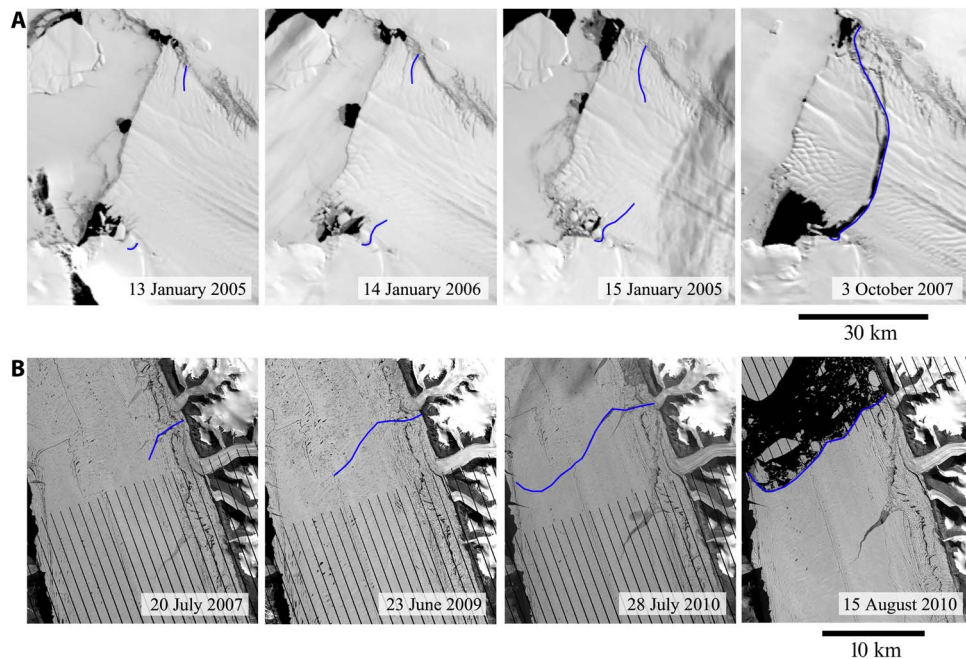 A
13 January 2005
14 January 2006
15 January 2005
3 October 2007
30 km
B
20 July 2007
23 June 2009
28 July 2010
15 August 2010
10 km